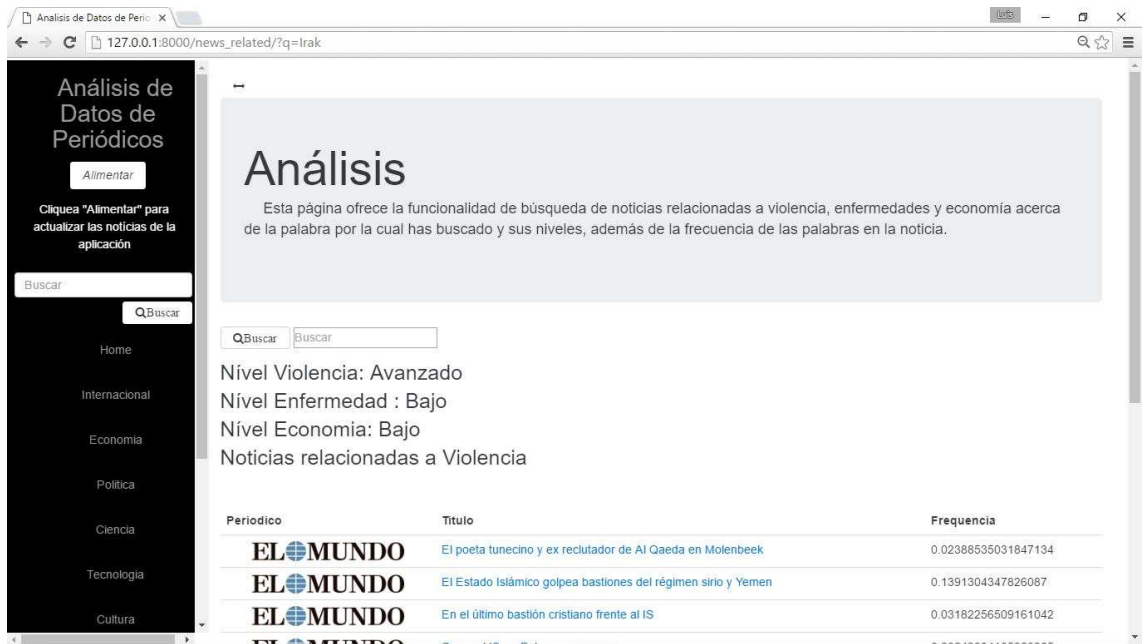 Analisis de Datos de Perio
Luis
127.0.0.1:8000/news_related/?q=Irak
Análisis de
Datos de
Periódicos
Alimentar
Cliquea "Alimentar" para
actualizar las notícias de la
aplicación
Buscar
Buscar
Home
Internacional
Economia
Politica
Ciencia
Tecnologia
Cultura
Análisis
Esta página ofrece la funcionalidad de búsqueda de noticias relacionadas a violencia, enfermedades y economía acerca
de la palabra por la cual has buscado y sus niveles, además de la frecuencia de las palabras en la noticia.
Buscar Buscar
Nível Violencia: Avanzado
Nível Enfermedad : Bajo
Nível Economia: Bajo
Noticias relacionadas a Violencia
Periodico Titulo Frequencia
EL MUNDO El poeta tunecino y ex reclutador de Al Qaeda en Molenbeek 0.02388535031847134
EL MUNDO El Estado Islámico golpea bastiones del régimen sirio y Yemen 0.1391304347826087
EL MUNDO En el último bastión cristiano frente al IS 0.03182256509161042
EL MUNDO